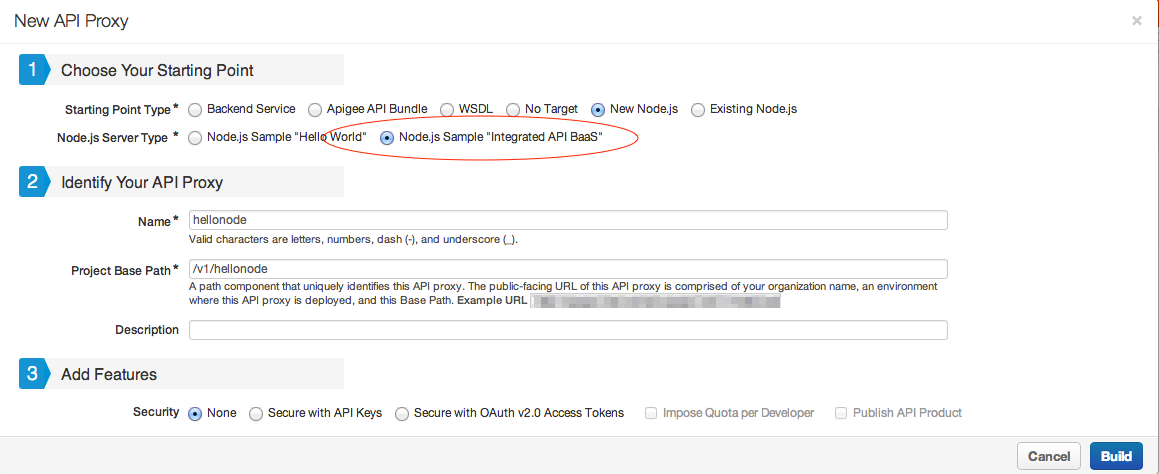 New API Proxy ×
1 Choose Your Starting Point
Starting Point Type * Backend Service Apigee API Bundle WSDL No Target New Node.js Existing Node.js
Node.js Server Type * Node.js Sample "Hello World" Node.js Sample "Integrated API BaaS"
2 Identify Your API Proxy
Name * hellonode
Valid characters are letters, numbers, dash (-), and underscore (_).
Project Base Path * /v1/hellonode
A path component that uniquely identifies this API proxy. The public-facing URL of this API proxy is comprised of your organization name, an environment
where this API proxy is deployed, and this Base Path. Example URL
Description
3 Add Features
Security None Secure with API Keys Secure with OAuth v2.0 Access Tokens Impose Quota per Developer Publish API Product
Cancel Build